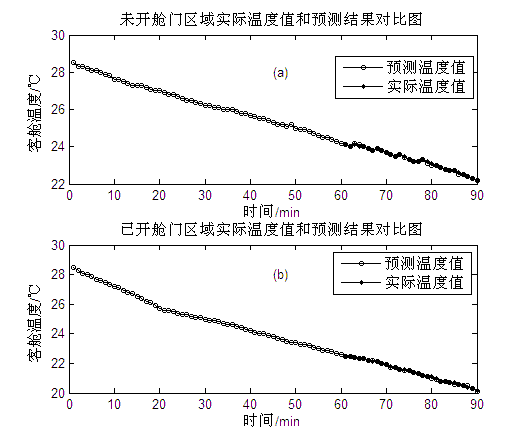 未开舱门区域实际温度值和预测结果对比图
30
28
26
24
22
客舱温度/℃
(a)
预测温度值
实际温度值
0 10 20 30 40 50 60 70 80 90
时间/min
已开舱门区域实际温度值和预测结果对比图
30
28
26
24
22
20
客舱温度/℃
(b)
预测温度值
实际温度值
0 10 20 30 40 50 60 70 80 90
时间/min